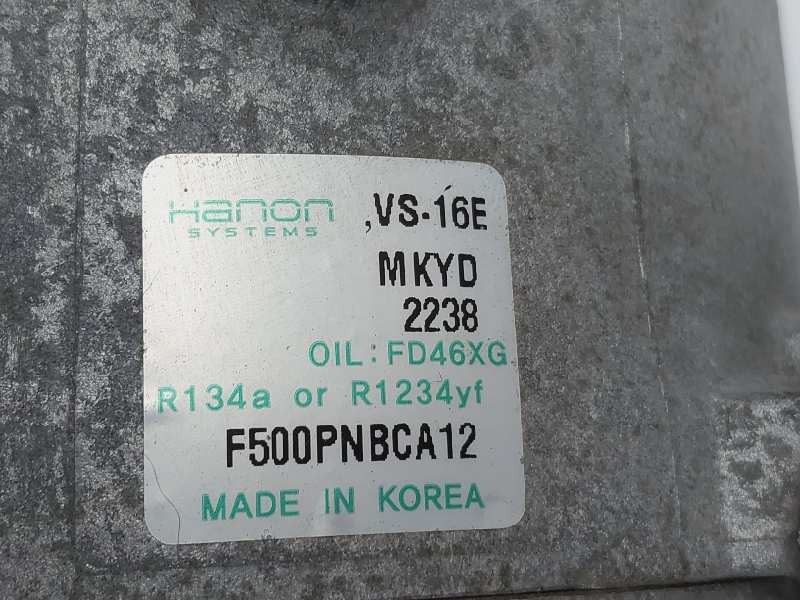 Hanon ,VS-16E
SYSTEMS
MKYD
2238
OIL: FD46XG
R134a or R1234yf
F500PNBCA12
MADE IN KOREA